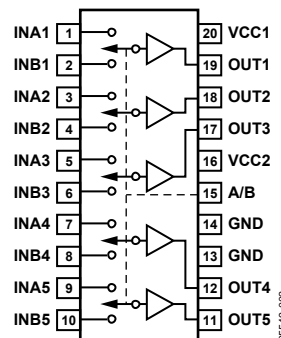 INA1 1 20 VCC1
INB1 2 19 OUT1
INA2 3 18 OUT2
INB2 4 17 OUT3
INA3 5 16 VCC2
INB3 6 15 A/B
INA4 7 14 GND
INB4 8 13 GND
INA5 9 12 OUT4
INB5 10 11 OUT5